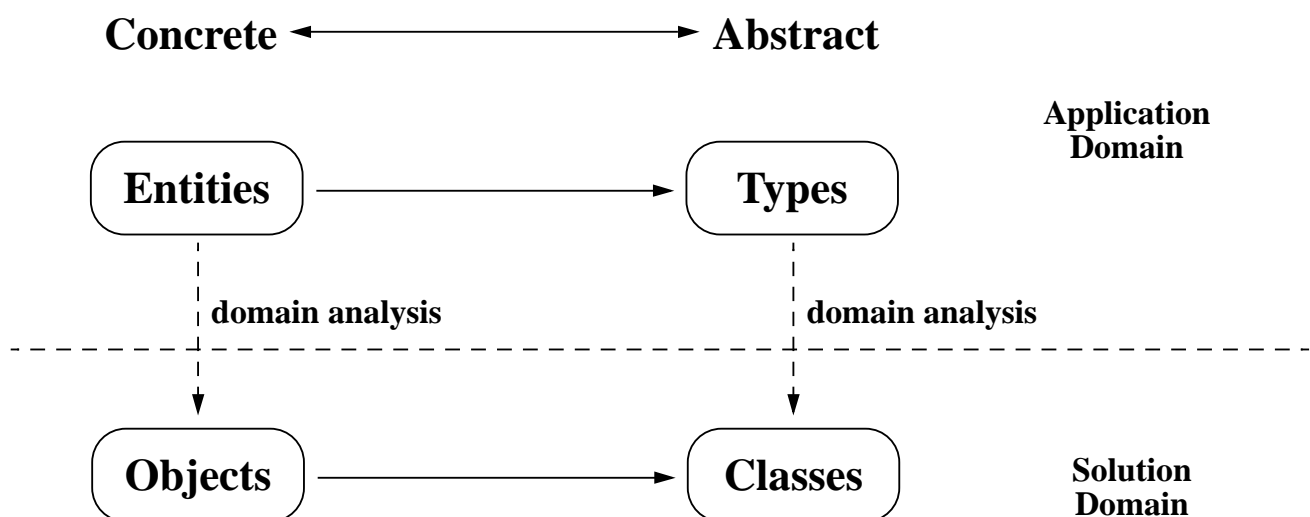 Concrete Abstract
Application
Domain
Entities Types
domain analysis domain analysis
Objects Classes
Solution
Domain